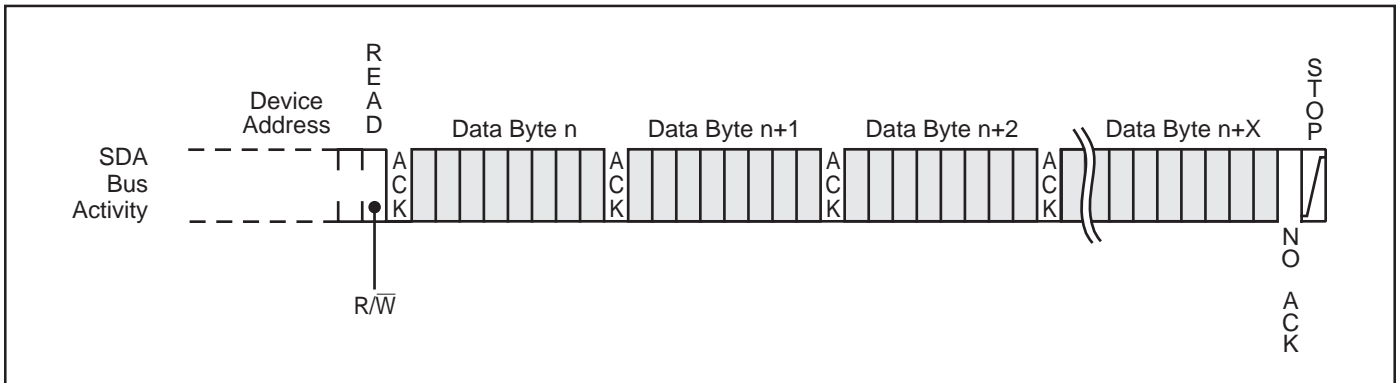 READ
STOP
Device
Address
Data Byte n
Data Byte n+1
Data Byte n+2
Data Byte n+X
SDA
Bus
Activity
ACK
ACK
ACK
ACK
NO ACK
R/W̅